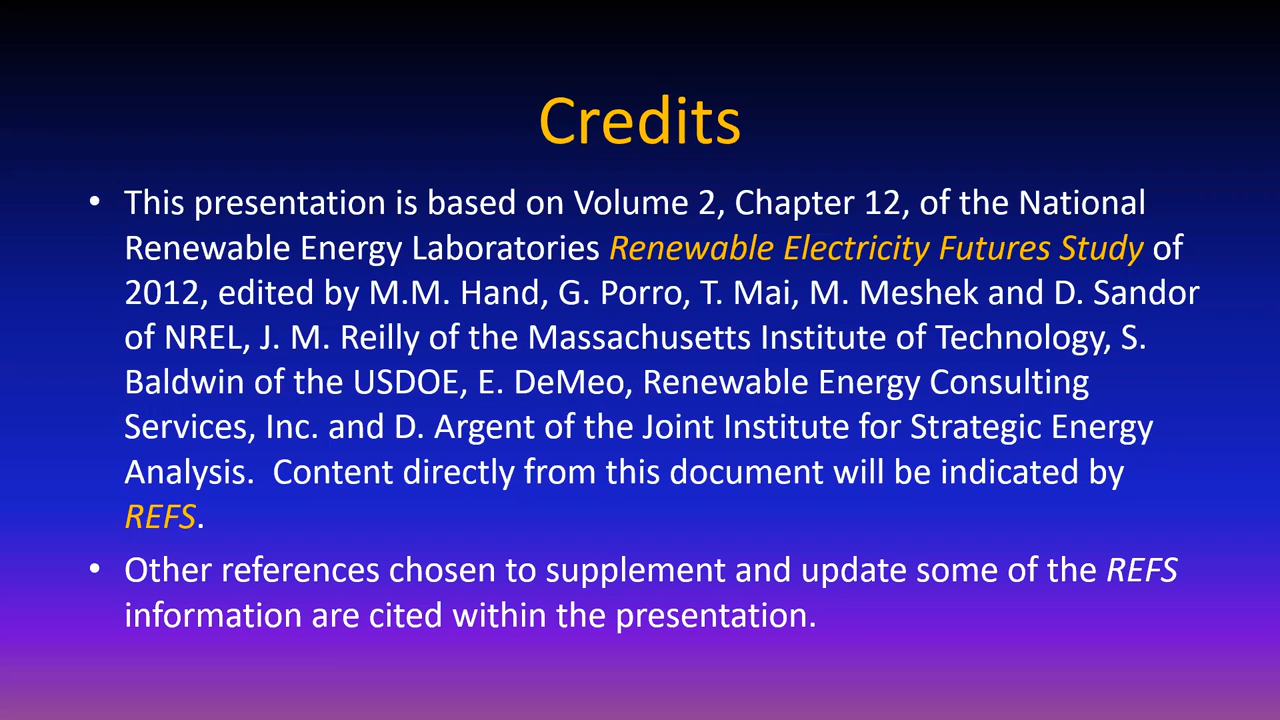 Credits
• This presentation is based on Volume 2, Chapter 12, of the National
Renewable Energy Laboratories Renewable Electricity Futures Study of
2012, edited by M.M. Hand, G. Porro, T. Mai, M. Meshek and D. Sandor
of NREL, J. M. Reilly of the Massachusetts Institute of Technology, S.
Baldwin of the USDOE, E. DeMeo, Renewable Energy Consulting
Services, Inc. and D. Argent of the Joint Institute for Strategic Energy
Analysis.  Content directly from this document will be indicated by
REFS.
• Other references chosen to supplement and update some of the REFS
information are cited within the presentation.